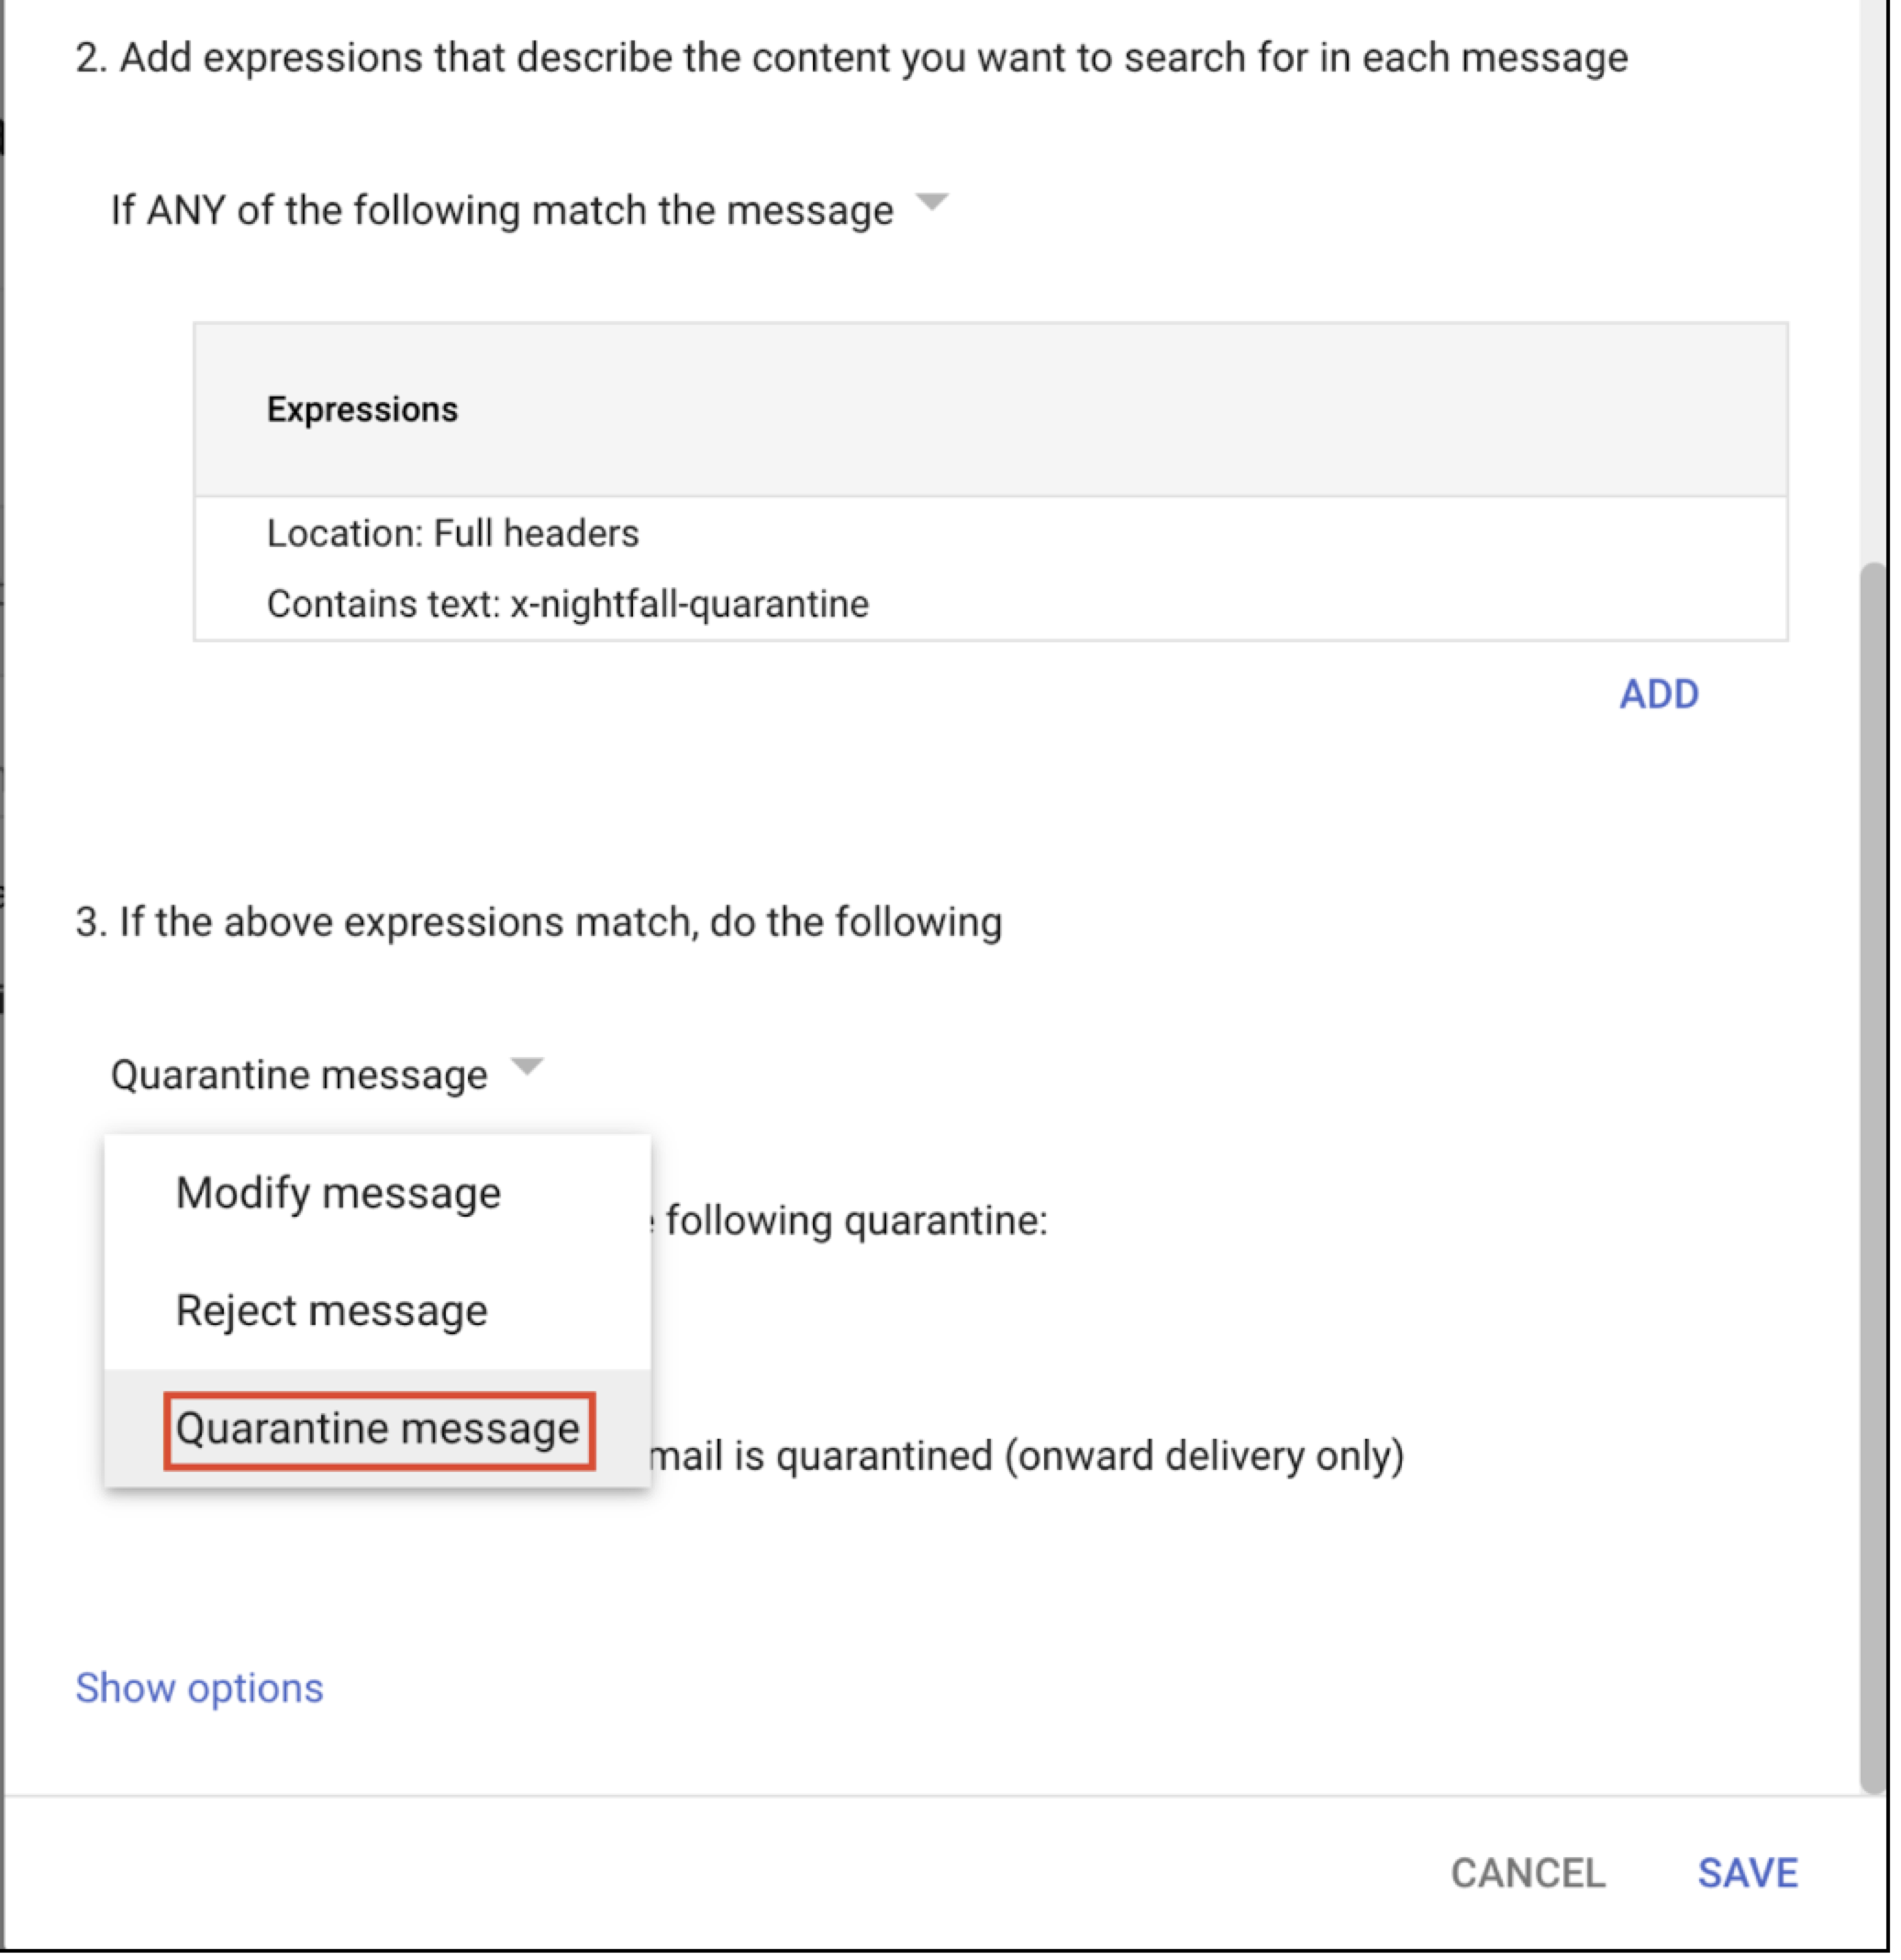 2. Add expressions that describe the content you want to search for in each message
If ANY of the following match the message
Expressions
Location: Full headers
Contains text: x-nightfall-quarantine
ADD
3. If the above expressions match, do the following
Quarantine message
Modify message
following quarantine:
Reject message
Quarantine message
mail is quarantined (onward delivery only)
Show options
CANCEL SAVE